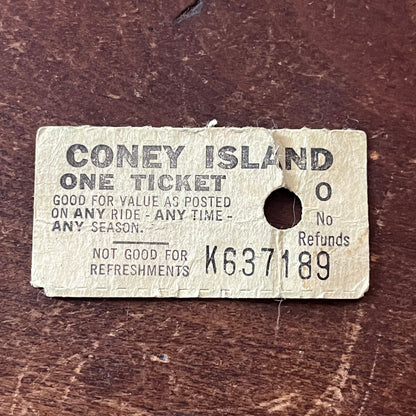 CONEY ISLAND
ONE TICKET
GOOD FOR VALUE AS POSTED
ON ANY RIDE - ANY TIME -
ANY SEASON.
O
No
Refunds
NOT GOOD FOR
REFRESHMENTS
K637189